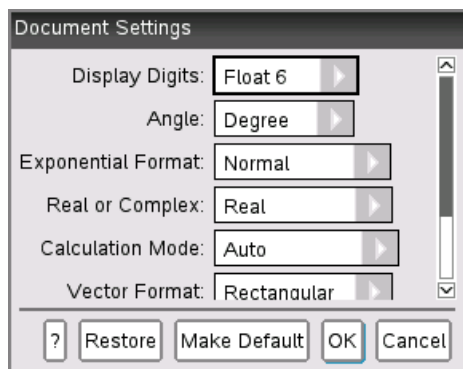 Document Settings
Display Digits: Float 6
Angle: Degree
Exponential Format: Normal
Real or Complex: Real
Calculation Mode: Auto
Vector Format: Rectangular
? Restore Make Default OK Cancel